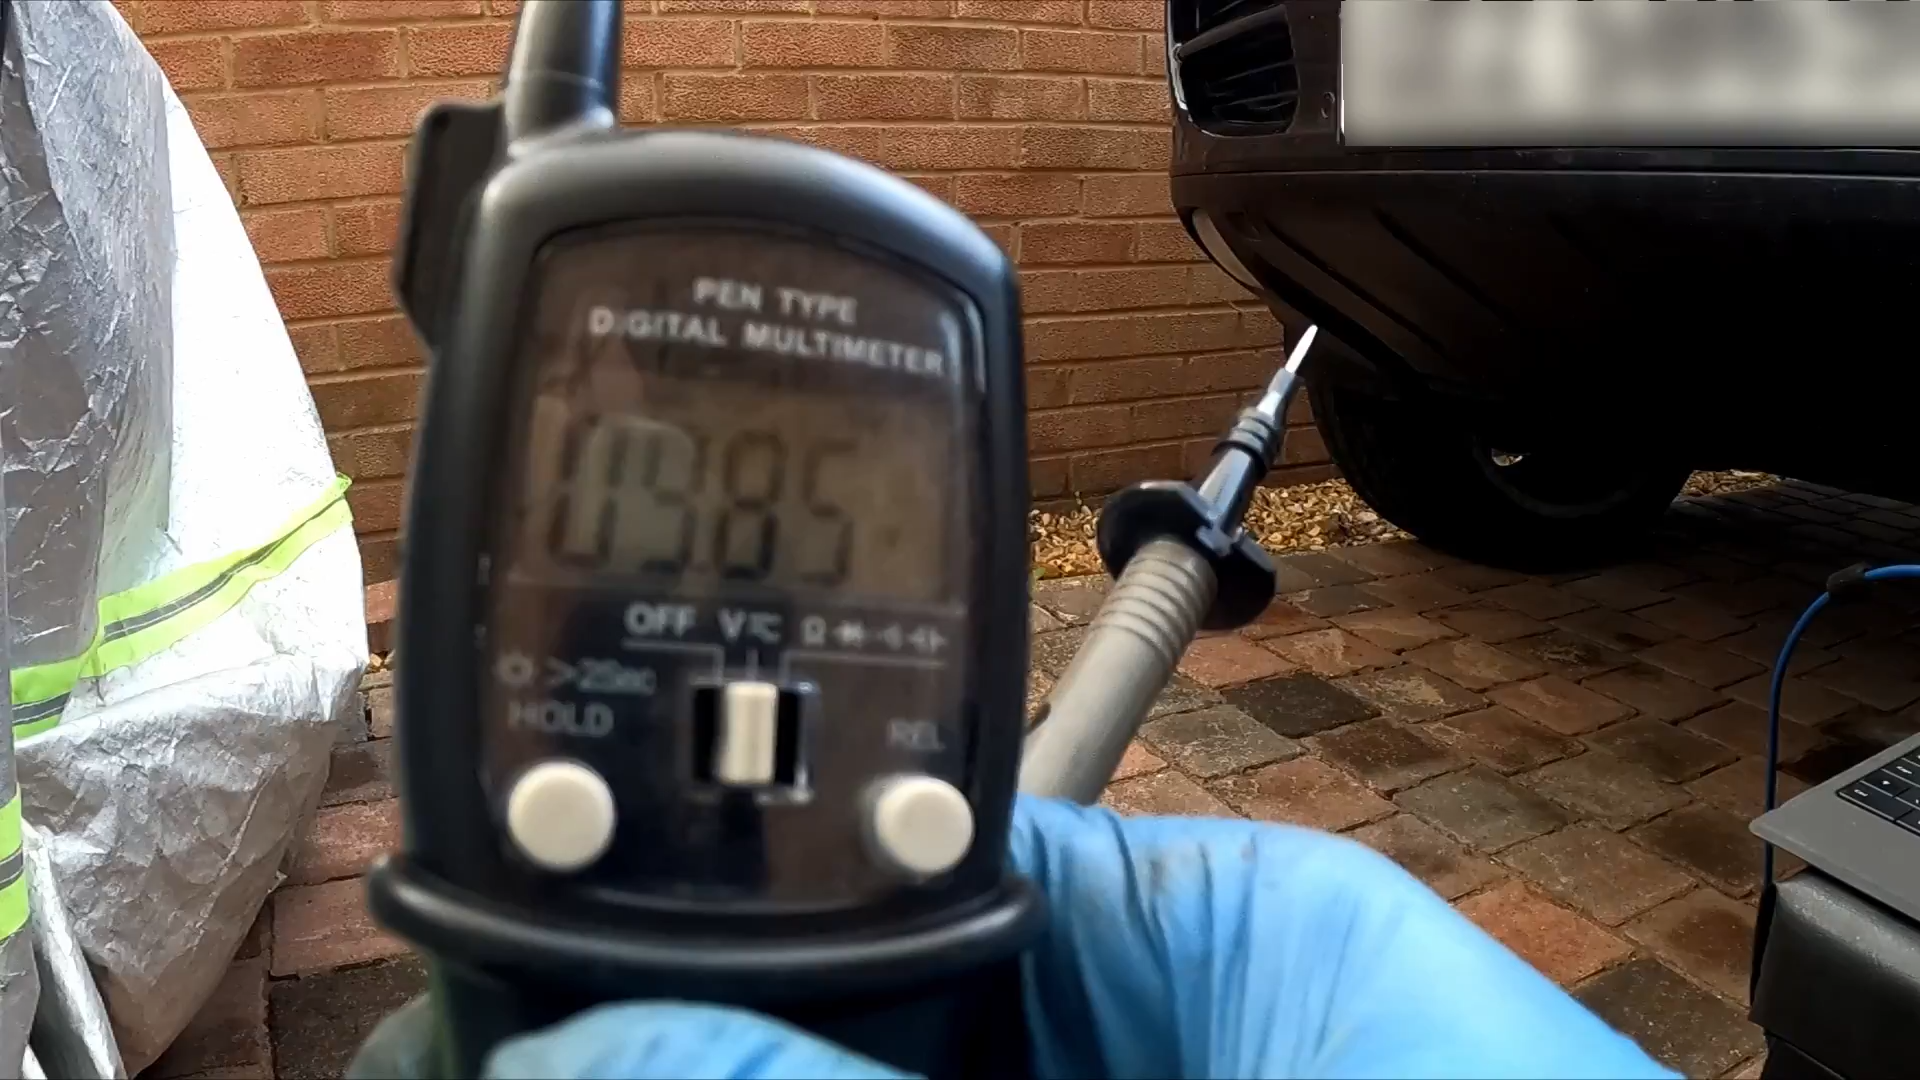 PEN TYPE
DIGITAL MULTIMETER
OFF V
HOLD
REL